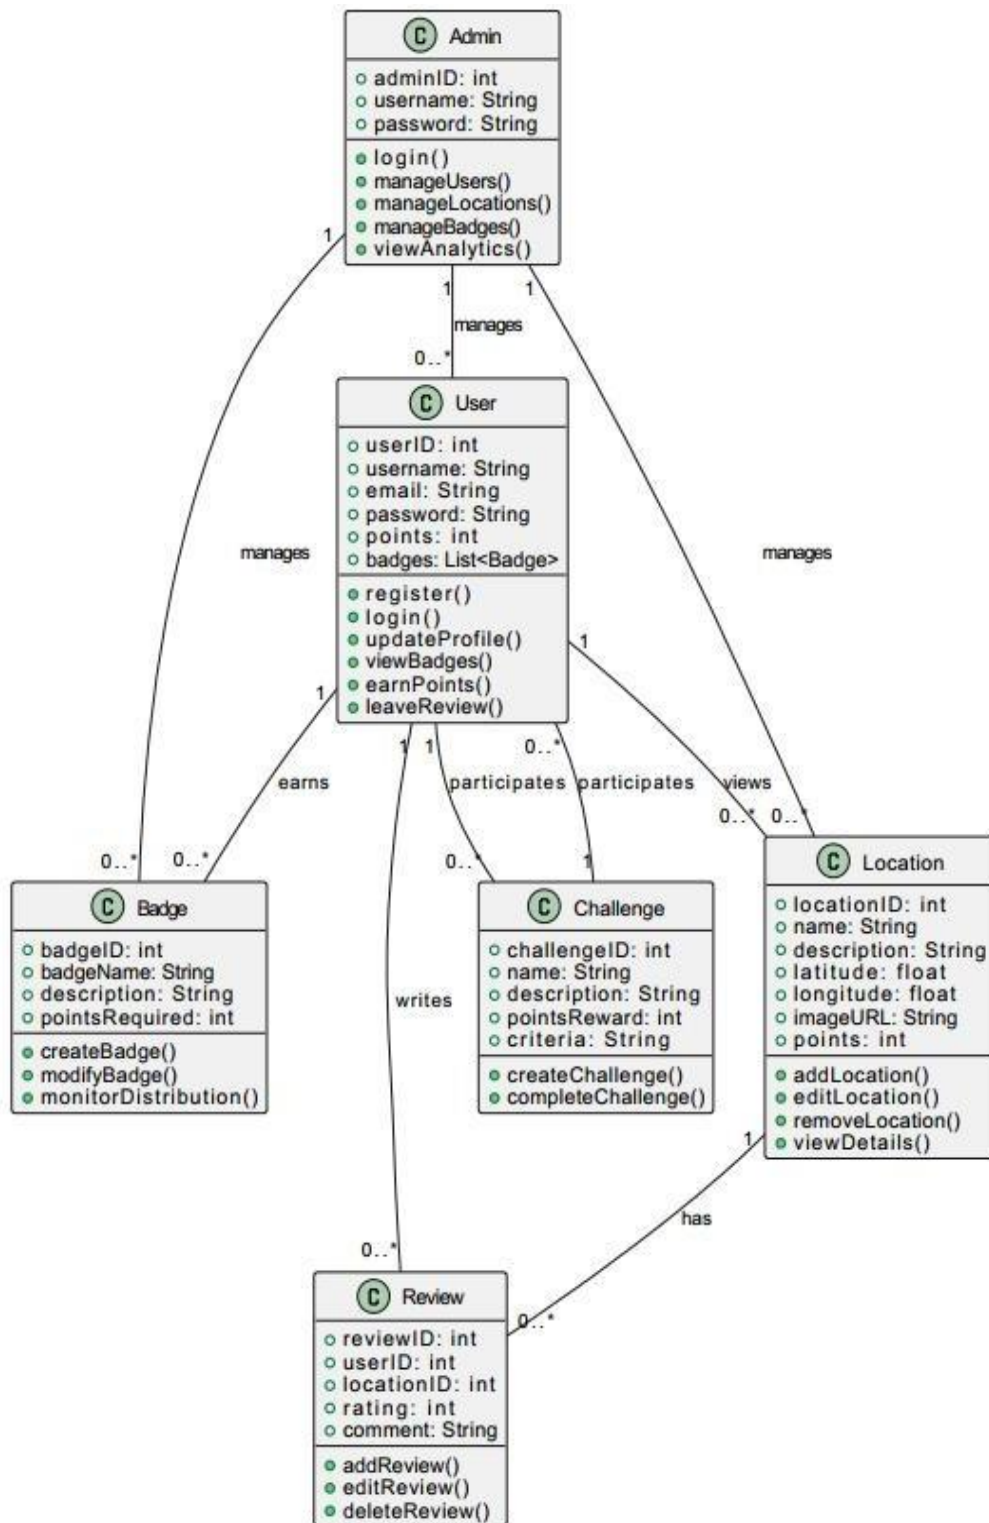 C Admin
adminID: int
username: String
password: String
login()
manageUsers()
manageLocations()
manageBadges()
viewAnalytics()
1
1
1
manages
0..*
C User
userID: int
username: String
email: String
password: String
points: int
badges: List<Badge>
register()
login()
updateProfile()
viewBadges()
earnPoints()
leaveReview()
manages
manages
1
1
1
1
0..*
earns
participates
participates
views
0..*
0..*
0..*
1
0..*
0..*
C Badge
badgeID: int
badgeName: String
description: String
pointsRequired: int
createBadge()
modifyBadge()
monitorDistribution()
writes
C Challenge
challengeID: int
name: String
description: String
pointsReward: int
criteria: String
createChallenge()
completeChallenge()
C Location
locationID: int
name: String
description: String
latitude: float
longitude: float
imageURL: String
points: int
addLocation()
editLocation()
removeLocation()
viewDetails()
1
has
0..*
0..*
C Review
reviewID: int
userID: int
locationID: int
rating: int
comment: String
addReview()
editReview()
deleteReview()